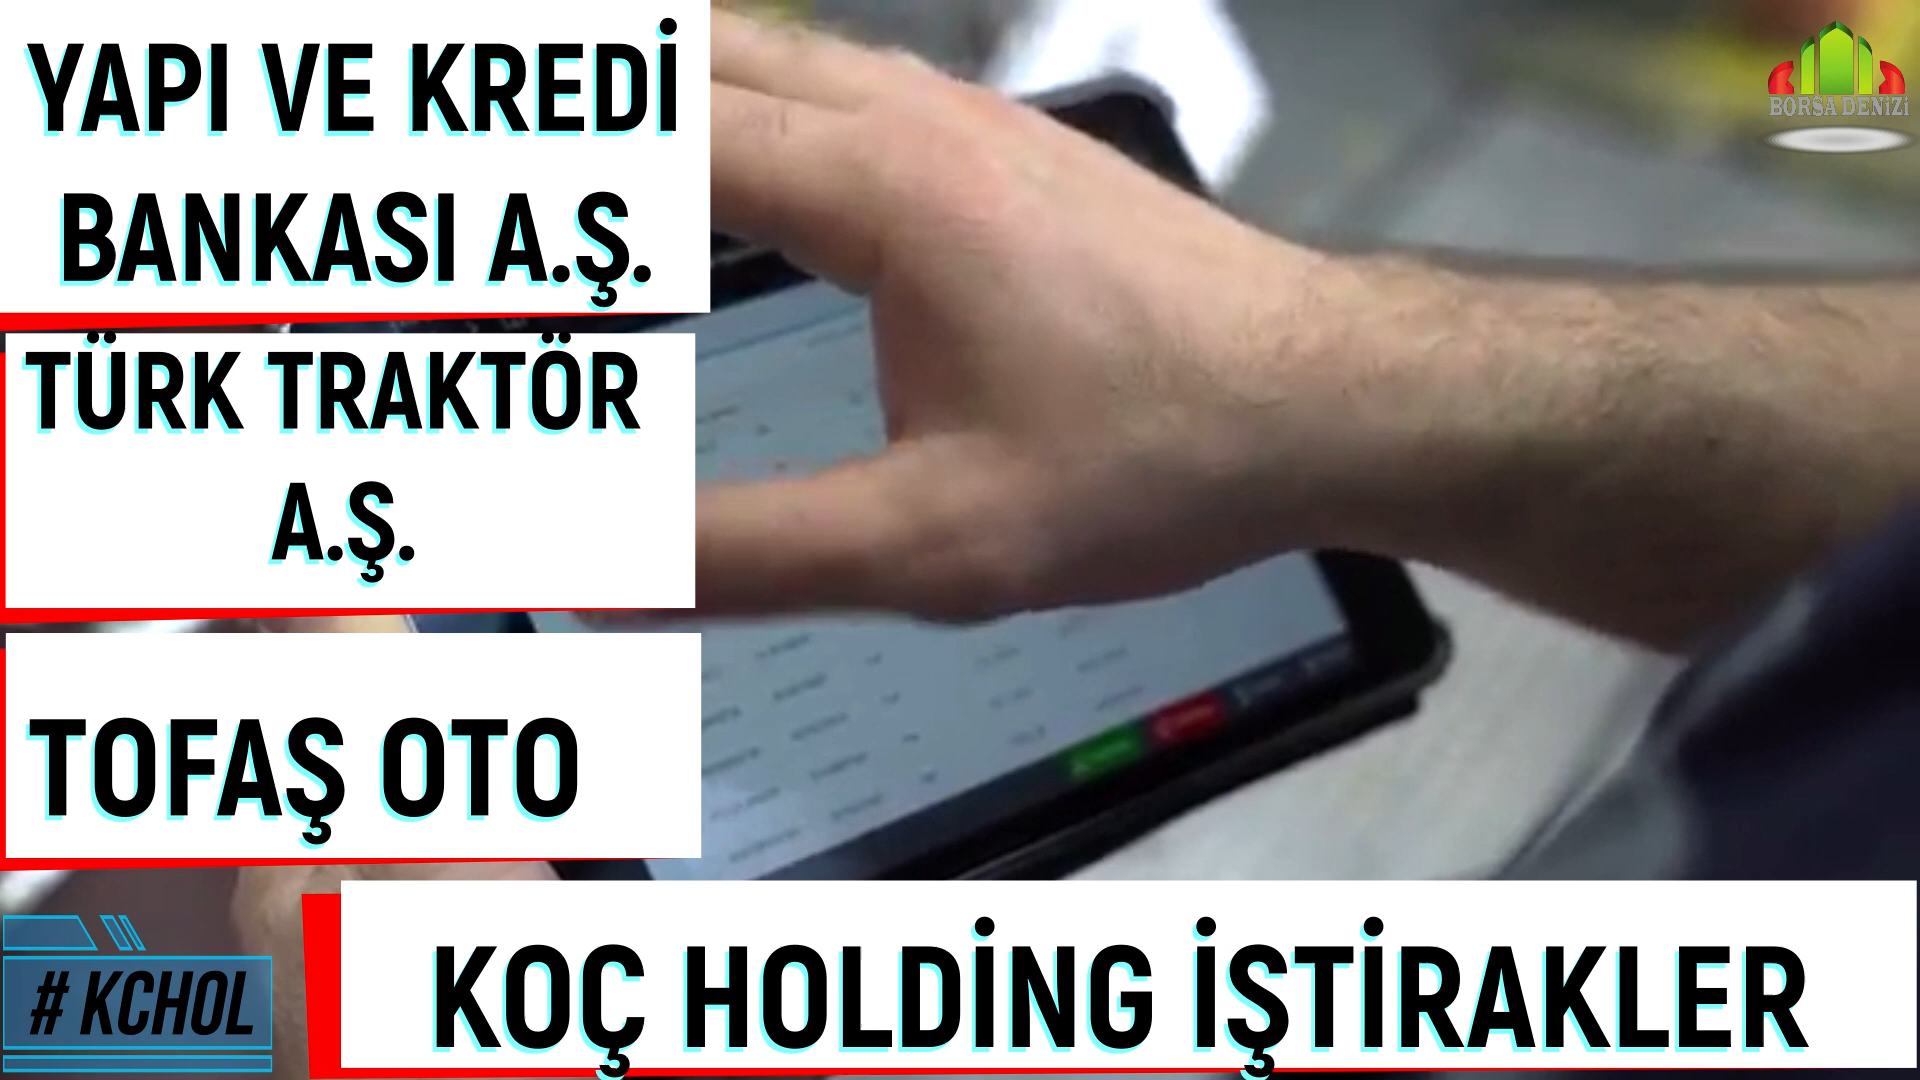 YAPI VE KREDİ
BANKASI A.Ş.
TÜRK TRAKTÖR
A.Ş.
TOFAŞ OTO
# KCHOL
KOÇ HOLDİNG İŞTİRAKLER
BORSA DENİZİ